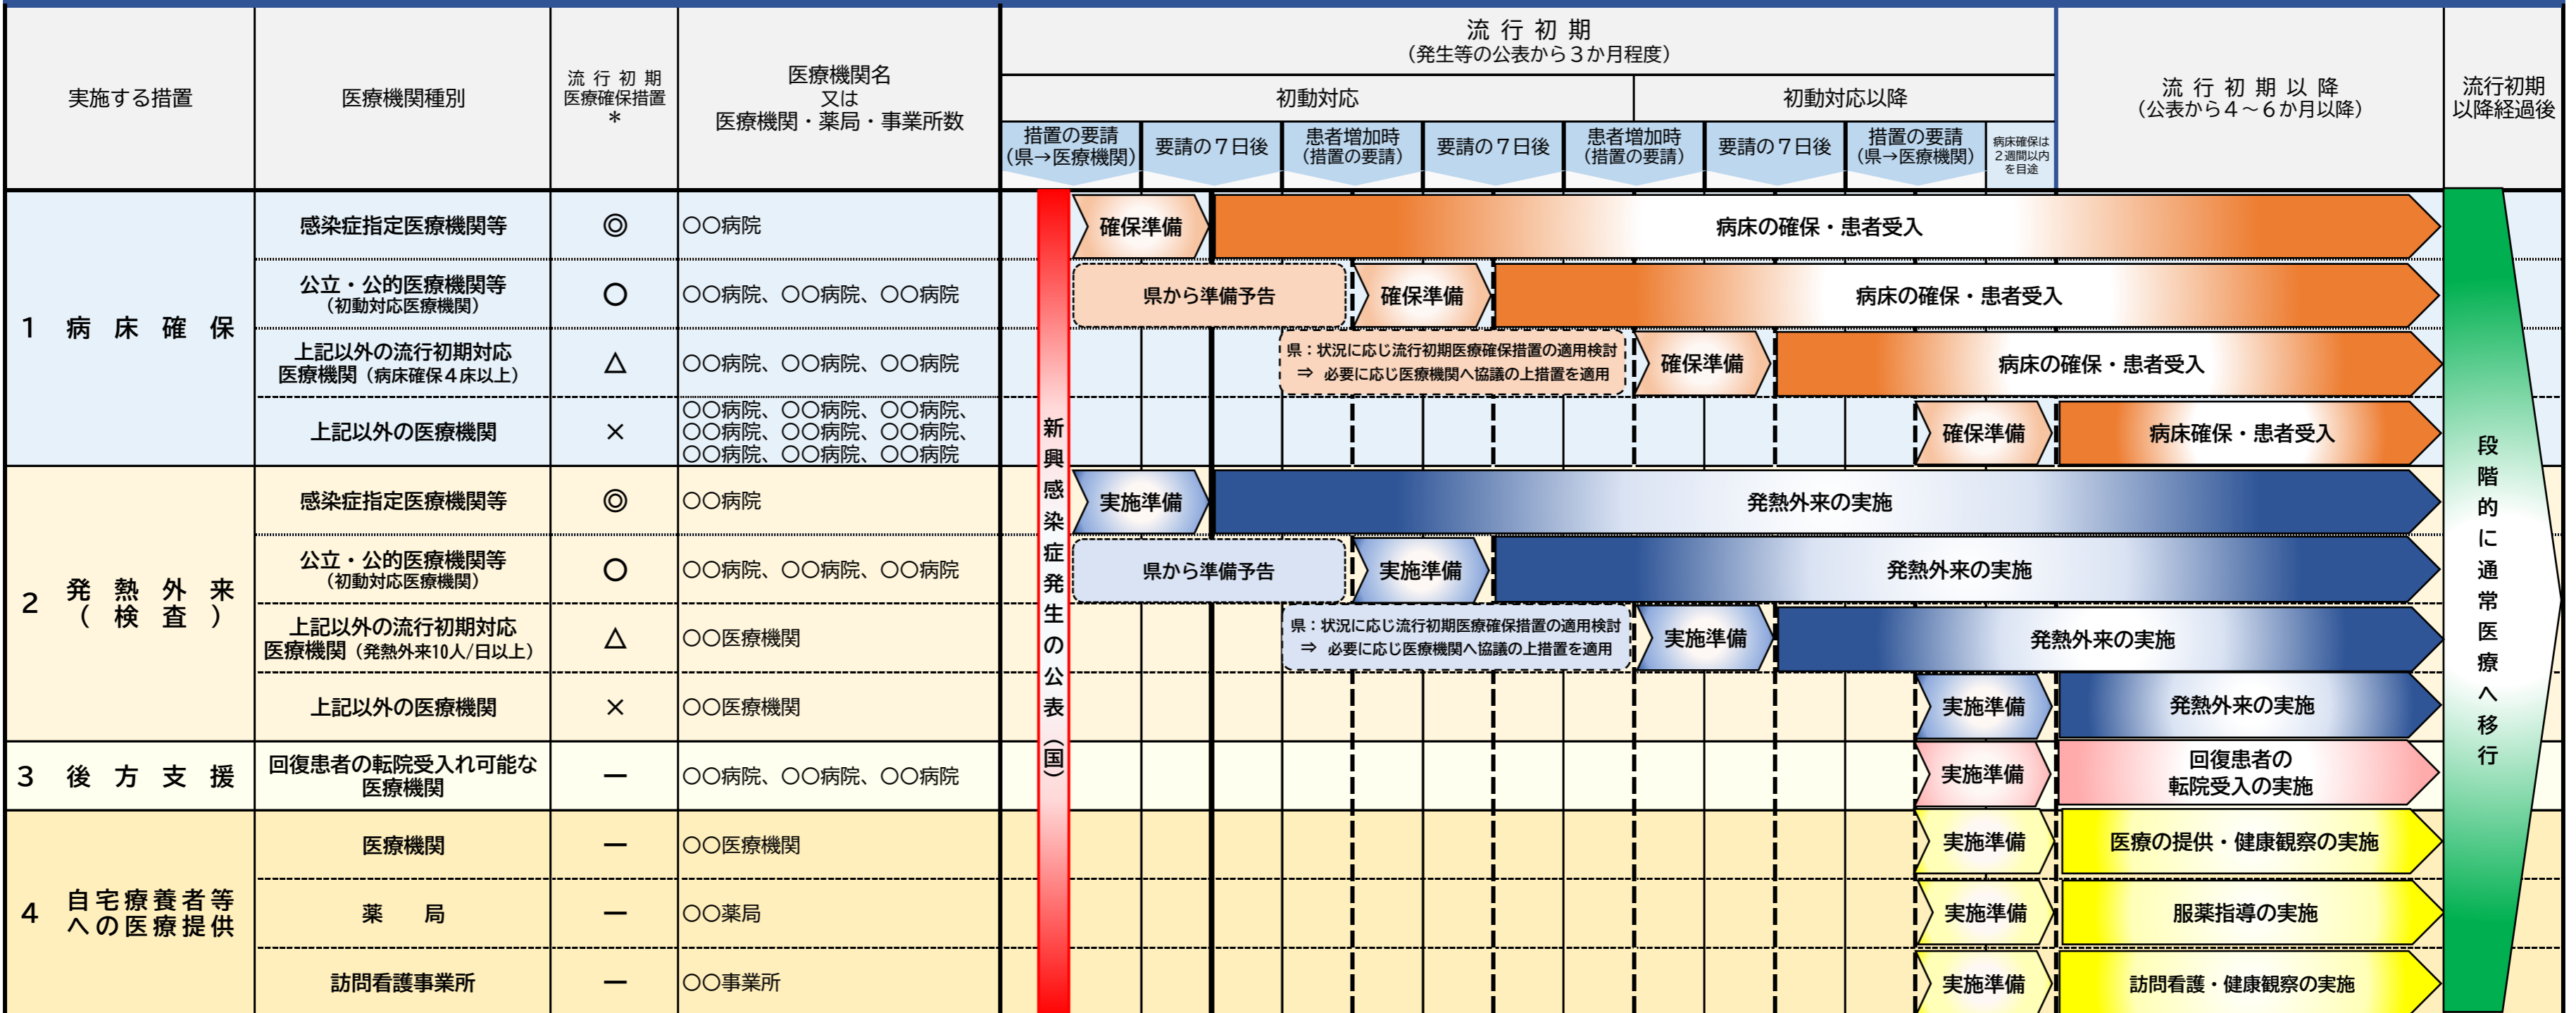 実施する措置
医療機関種別
流行初期
医療確保措置
＊
医療機関名
又は
医療機関・薬局・事業所数
流行初期
（発生等の公表から３か月程度）
初動対応
初動対応以降
措置の要請
（県→医療機関）
要請の７日後
患者増加時
（措置の要請）
要請の７日後
患者増加時
（措置の要請）
要請の７日後
措置の要請
（県→医療機関）
病床確保は
２週間以内
を目途
流行初期以降
（公表から４～６か月以降）
流行初期
以降経過後
新興感染症発生の公表（国）
段階的に通常医療へ移行
１　病床確保
感染症指定医療機関等
◎
〇〇病院
確保準備
病床の確保・患者受入
公立・公的医療機関等
（初動対応医療機関）
〇
〇〇病院、〇〇病院、〇〇病院
県から準備予告
確保準備
病床の確保・患者受入
上記以外の流行初期対応
医療機関（病床確保４床以上）
△
〇〇病院、〇〇病院、〇〇病院
県：状況に応じ流行初期医療確保措置の適用検討
⇒ 必要に応じ医療機関へ協議の上措置を適用
確保準備
病床の確保・患者受入
上記以外の医療機関
×
〇〇病院、〇〇病院、〇〇病院、
〇〇病院、〇〇病院、〇〇病院、
〇〇病院、〇〇病院、〇〇病院
確保準備
病床確保・患者受入
２　発熱外来
（検査）
感染症指定医療機関等
◎
〇〇病院
実施準備
発熱外来の実施
公立・公的医療機関等
（初動対応医療機関）
〇
〇〇病院、〇〇病院、〇〇病院
県から準備予告
実施準備
発熱外来の実施
上記以外の流行初期対応
医療機関（発熱外来10人/日以上）
△
〇〇医療機関
県：状況に応じ流行初期医療確保措置の適用検討
⇒ 必要に応じ医療機関へ協議の上措置を適用
実施準備
発熱外来の実施
上記以外の医療機関
×
〇〇医療機関
実施準備
発熱外来の実施
３　後方支援
回復患者の転院受入れ可能な
医療機関
ー
〇〇病院、〇〇病院、〇〇病院
実施準備
回復患者の
転院受入の実施
４　自宅療養者等
への医療提供
医療機関
ー
〇〇医療機関
実施準備
医療の提供・健康観察の実施
薬　局
ー
〇〇薬局
実施準備
服薬指導の実施
訪問看護事業所
ー
〇〇事業所
実施準備
訪問看護・健康観察の実施